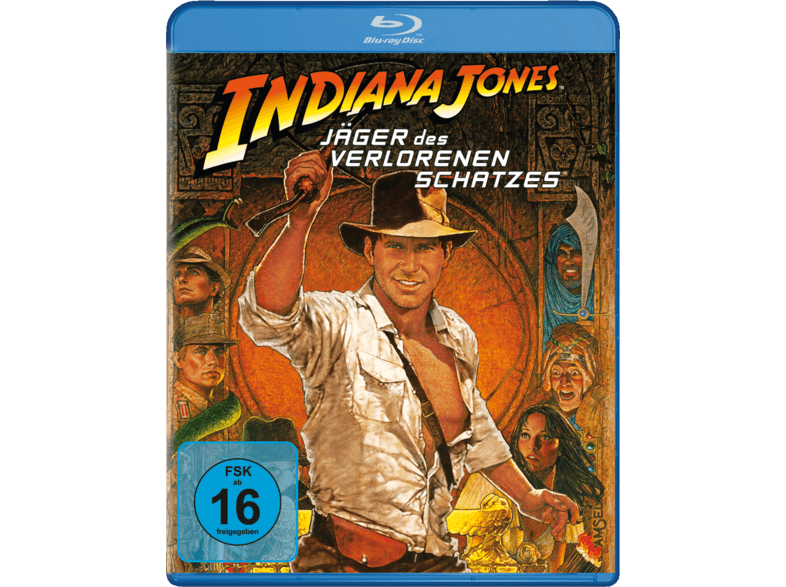 Blu-ray Disc
INDIANA JONES
JÄGER des
VERLORENEN
SCHATZES
FSK
ab
16
freigegeben
AMSEL